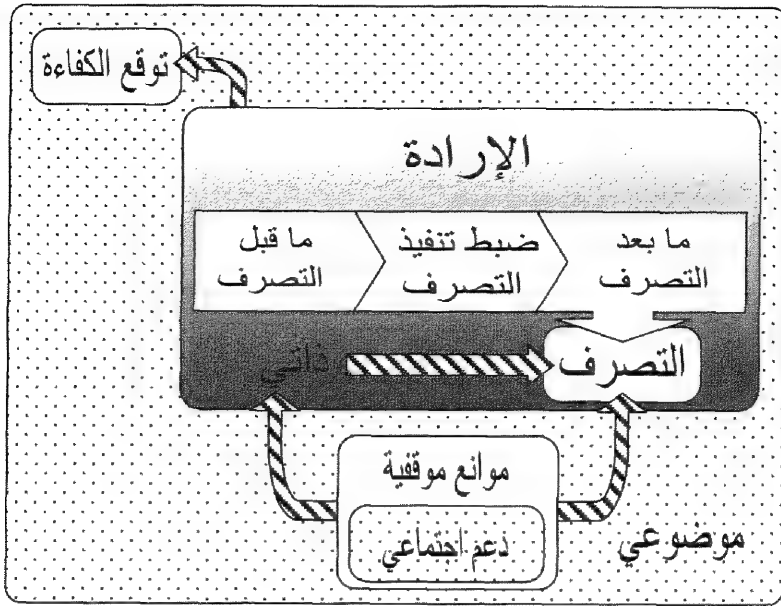 توقع الكفاءة
الإرادة
ما قبل
التصرف
ضبط تنفيذ
التصرف
ما بعد
التصرف
ذاتي
التصرف
موانع موقفية
دعم اجتماعي
موضوعي